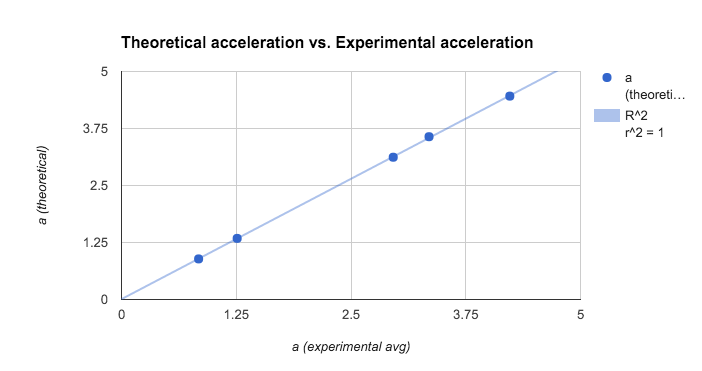 Theoretical acceleration vs. Experimental acceleration
a (theoretical)
5
3.75
2.5
1.25
0
0
1.25
2.5
3.75
5
a (experimental avg)
a
(theoreti…
R^2
r^2 = 1